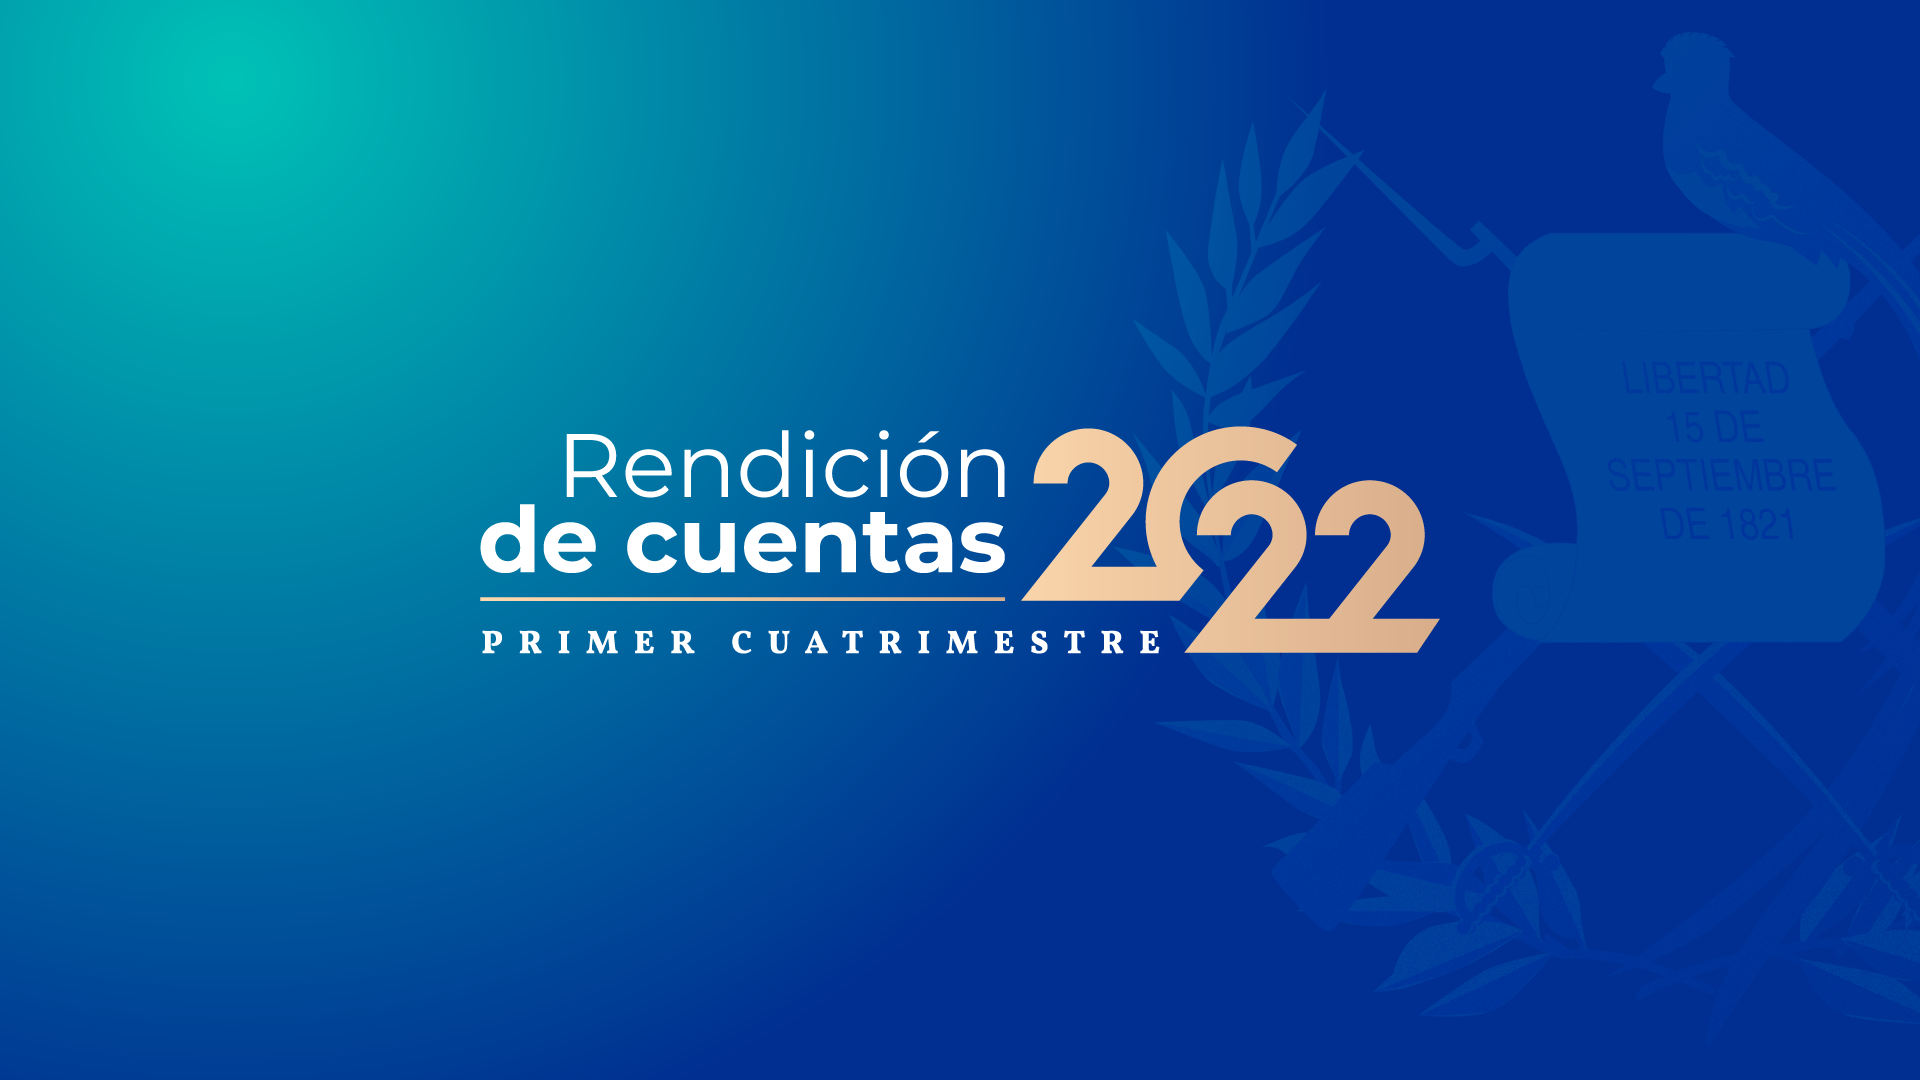 Rendición
de cuentas
2022
PRIMER CUATRIMESTRE
LIBERTAD
15 DE
SEPTIEMBRE
DE 1821